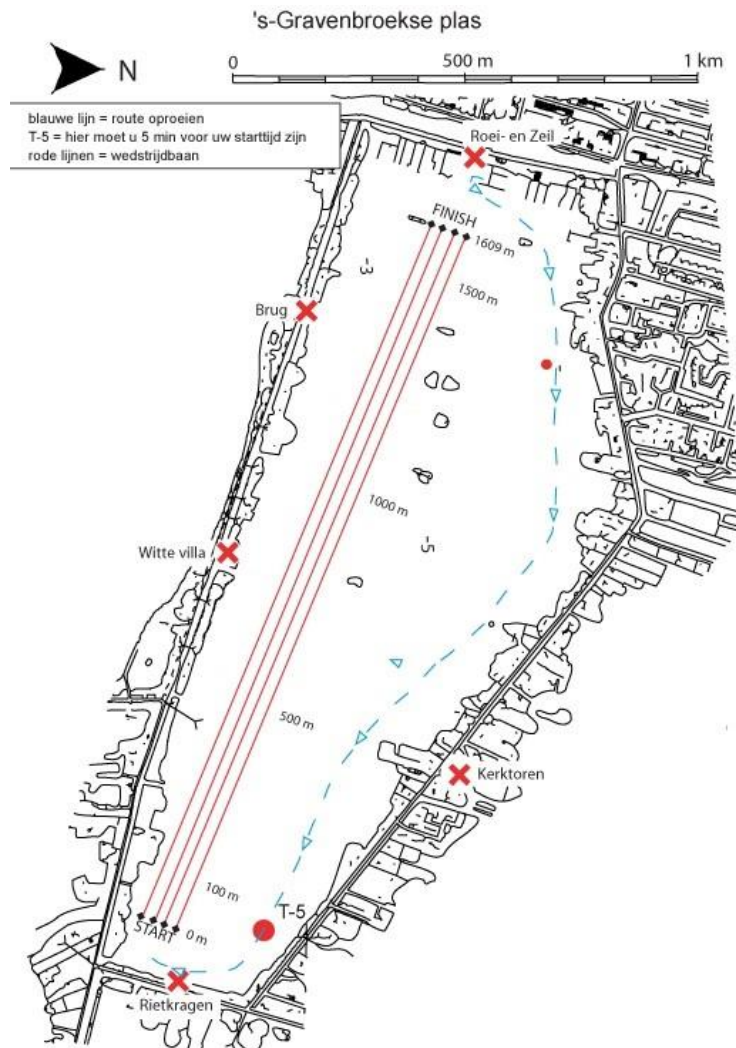 's-Gravenbroekse plas
N
0
500 m
1 km
blauwe lijn = route oproeien
T-5 = hier moet u 5 min voor uw starttijd zijn
rode lijnen = wedstrijdbaan
Roei- en Zeil
FINISH
1609 m
-3
1500 m
Brug
1000 m
Witte villa
-5
500 m
Kerktoren
100 m
T-5
START
0 m
Rietkragen